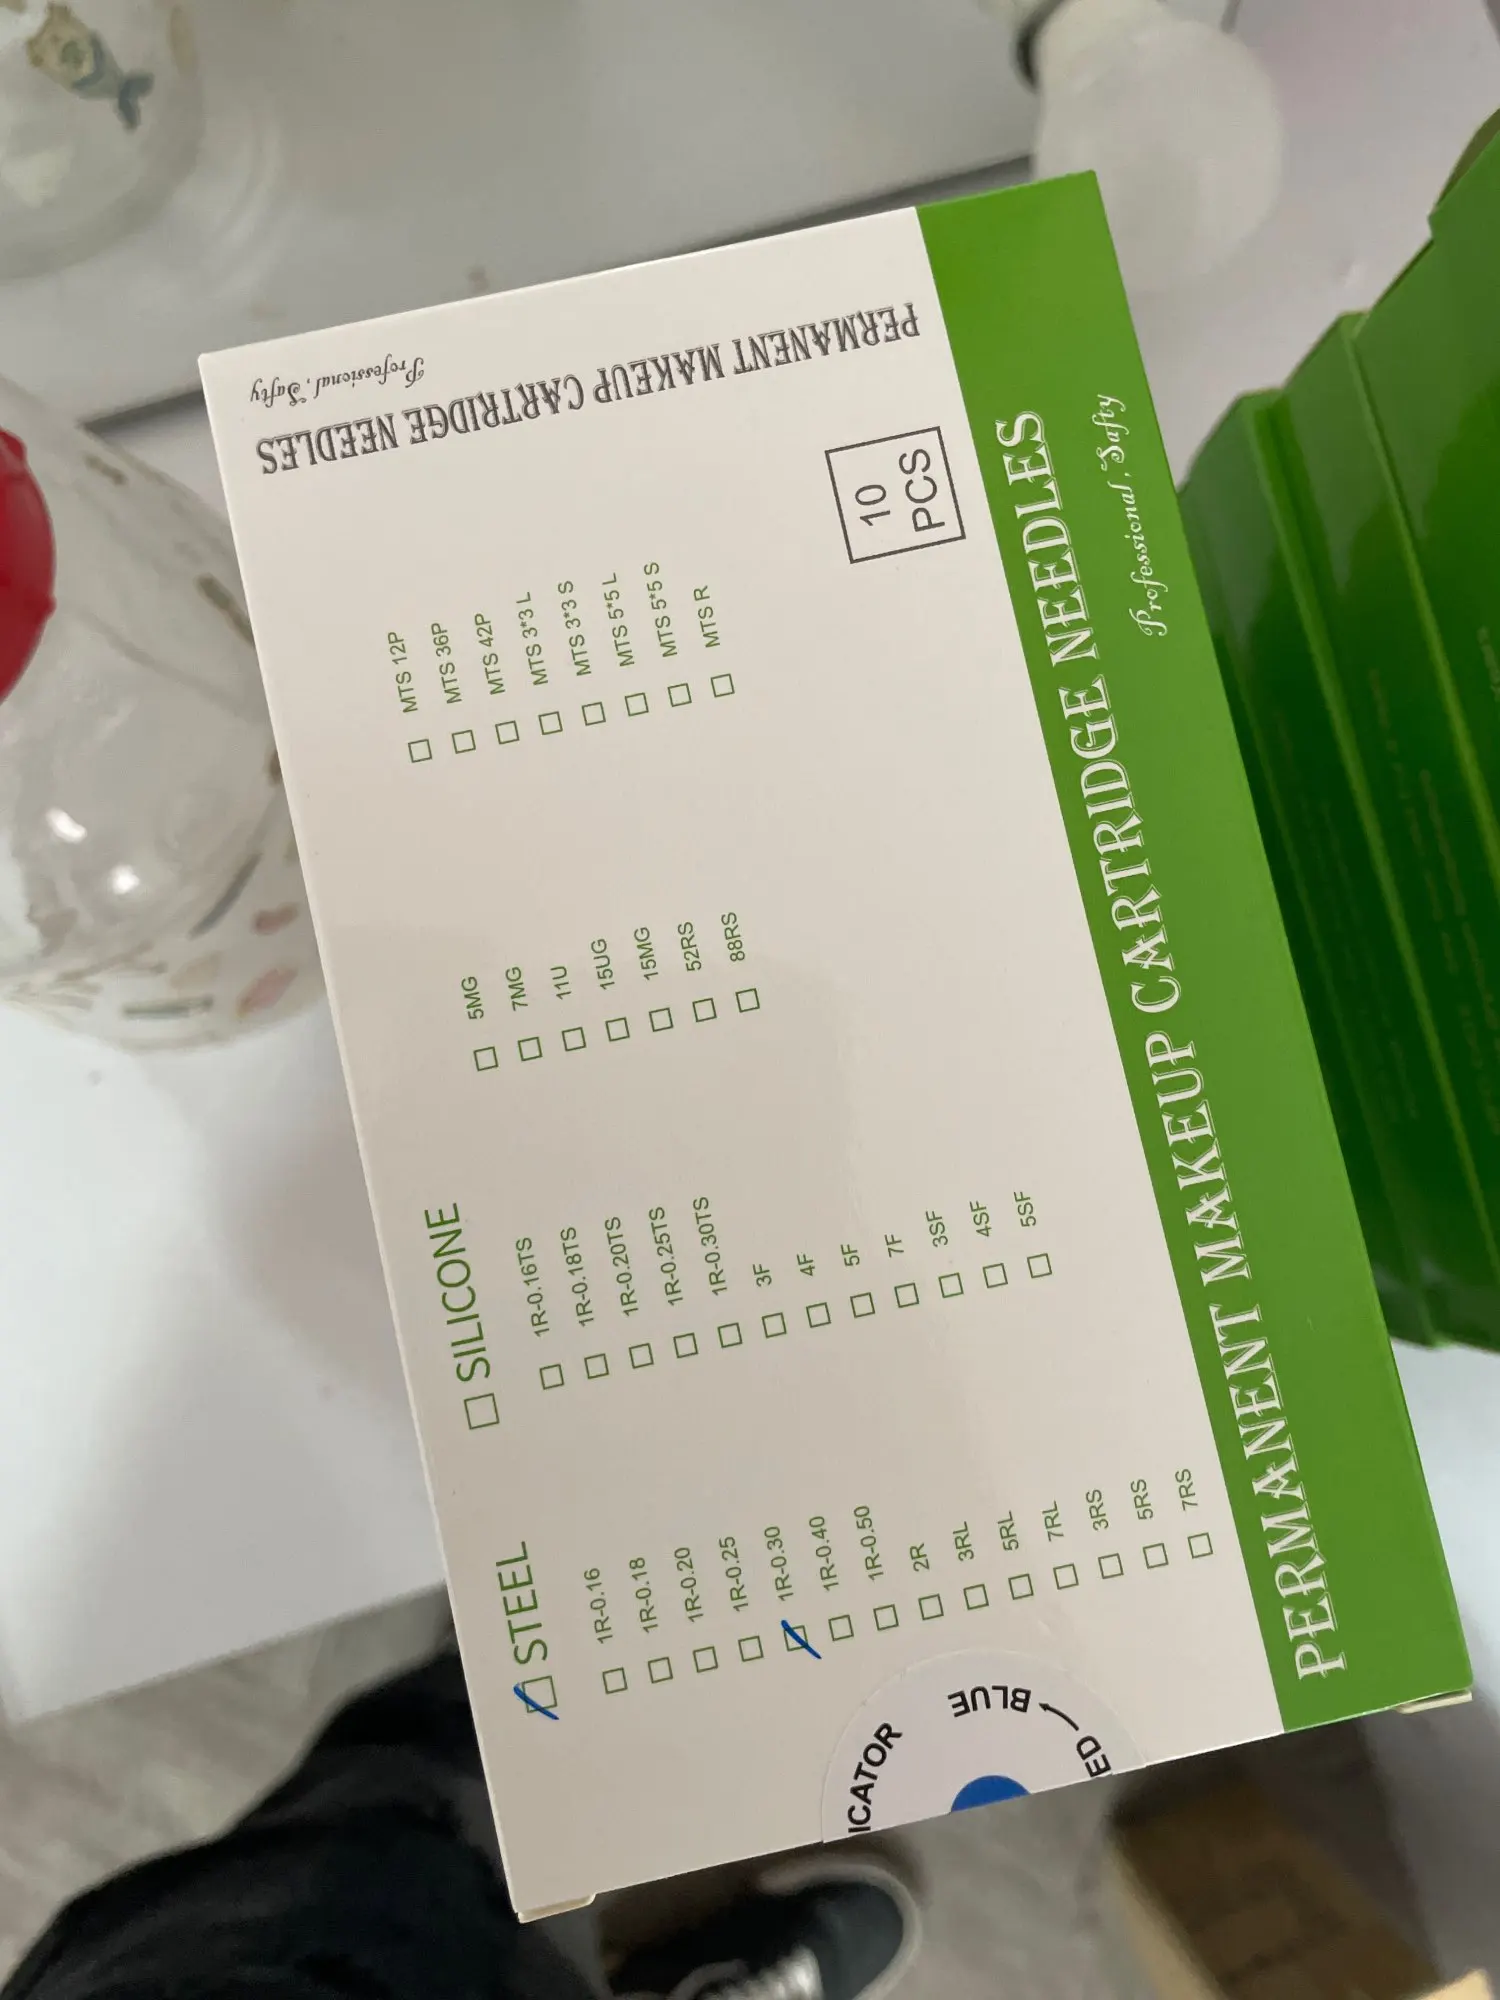 PERMANENT MAKEUP CARTRIDGE NEEDLES
Professional, Safty
STEEL
1R-0.16
1R-0.18
1R-0.20
1R-0.25
1R-0.30
1R-0.40
1R-0.50
2R
3RL
5RL
7RL
3RS
5RS
7RS
SILICONE
1R-0.16TS
1R-0.18TS
1R-0.20TS
1R-0.25TS
1R-0.30TS
3F
4F
5F
7F
3SF
4SF
5SF
5MG
7MG
11U
15UG
15MG
52RS
88RS
MTS 12P
MTS 36P
MTS 42P
MTS 3*3 L
MTS 3*3 S
MTS 5*5 L
MTS 5*5 S
MTS R
10
PCS
PERMANENT MAKEUP CARTRIDGE NEEDLES
Professional, Safty
ICATOR
BLUE
ED